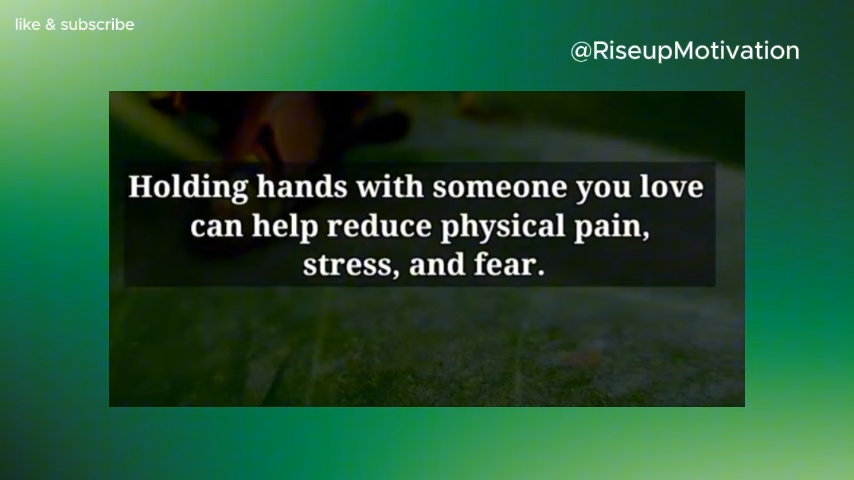 like & subscribe
@RiseupMotivation
Holding hands with someone you love
can help reduce physical pain,
stress, and fear.